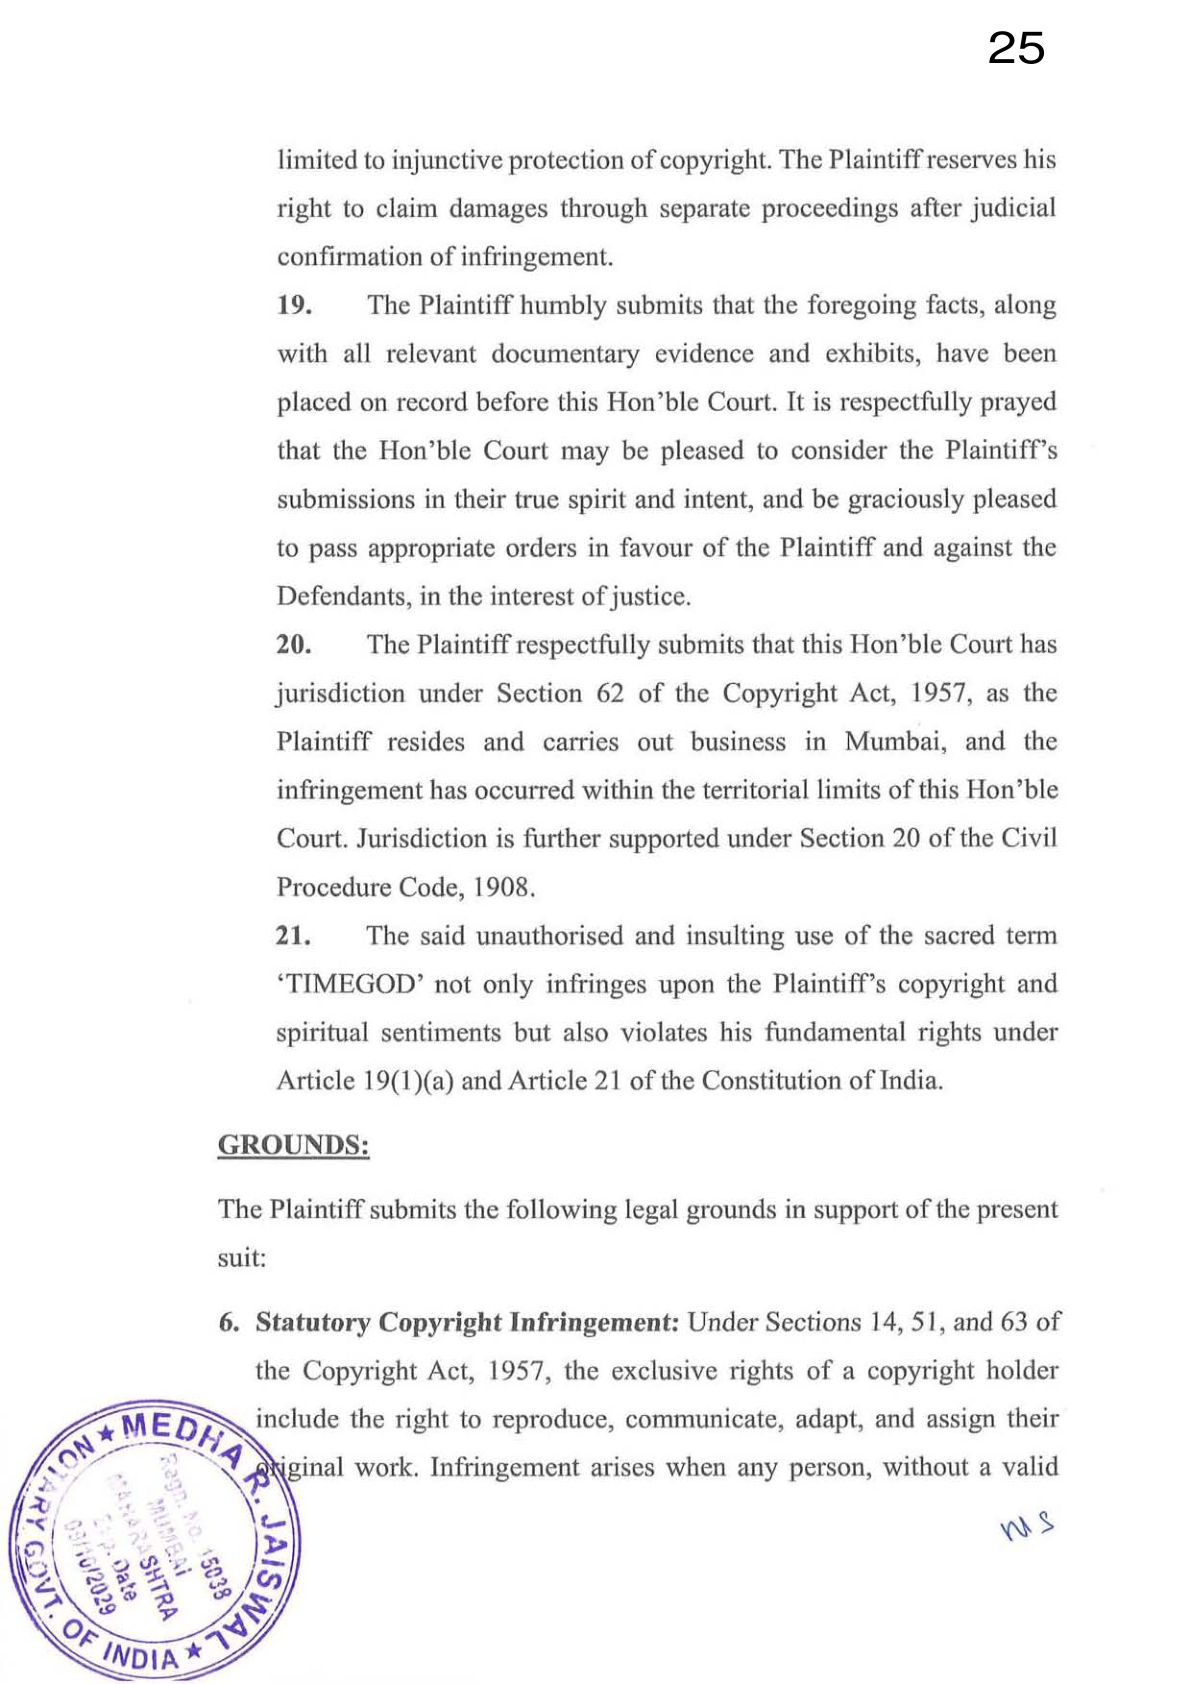 25
limited to injunctive protection of copyright. The Plaintiff reserves his
right to claim damages through separate proceedings after judicial
confirmation of infringement.
19. The Plaintiff humbly submits that the foregoing facts, along
with all relevant documentary evidence and exhibits, have been
placed on record before this Hon’ble Court. It is respectfully prayed
that the Hon’ble Court may be pleased to consider the Plaintiff’s
submissions in their true spirit and intent, and be graciously pleased
to pass appropriate orders in favour of the Plaintiff and against the
Defendants, in the interest of justice.
20. The Plaintiff respectfully submits that this Hon’ble Court has
jurisdiction under Section 62 of the Copyright Act, 1957, as the
Plaintiff resides and carries out business in Mumbai, and the
infringement has occurred within the territorial limits of this Hon’ble
Court. Jurisdiction is further supported under Section 20 of the Civil
Procedure Code, 1908.
21. The said unauthorised and insulting use of the sacred term
‘TIMEGOD’ not only infringes upon the Plaintiff’s copyright and
spiritual sentiments but also violates his fundamental rights under
Article 19(1)(a) and Article 21 of the Constitution of India.
GROUNDS:
The Plaintiff submits the following legal grounds in support of the present
suit:
6. Statutory Copyright Infringement: Under Sections 14, 51, and 63 of
the Copyright Act, 1957, the exclusive rights of a copyright holder
include the right to reproduce, communicate, adapt, and assign their
original work. Infringement arises when any person, without a valid
MS
MEDHA R. JAISWAL
GOVT. OF INDIA
Regn. No. 15038
MUMBAI
MAHARASHTRA
Exp. Date
09/10/2029